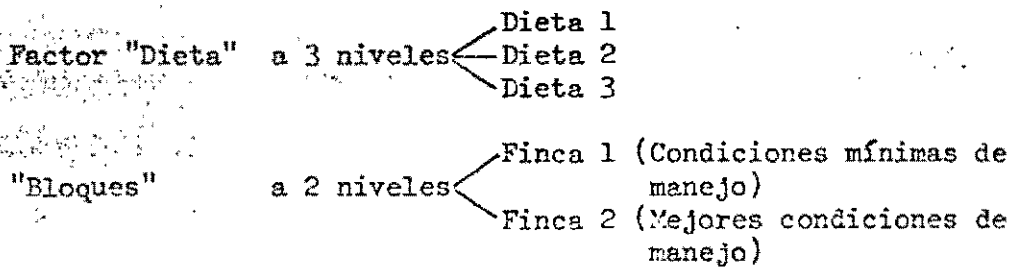 Dieta 1
Factor "Dieta" a 3 niveles Dieta 2
Dieta 3
Finca 1 (Condiciones mínimas de
"Bloques" a 2 niveles manejo)
Finca 2 (Mejores condiciones de
manejo)